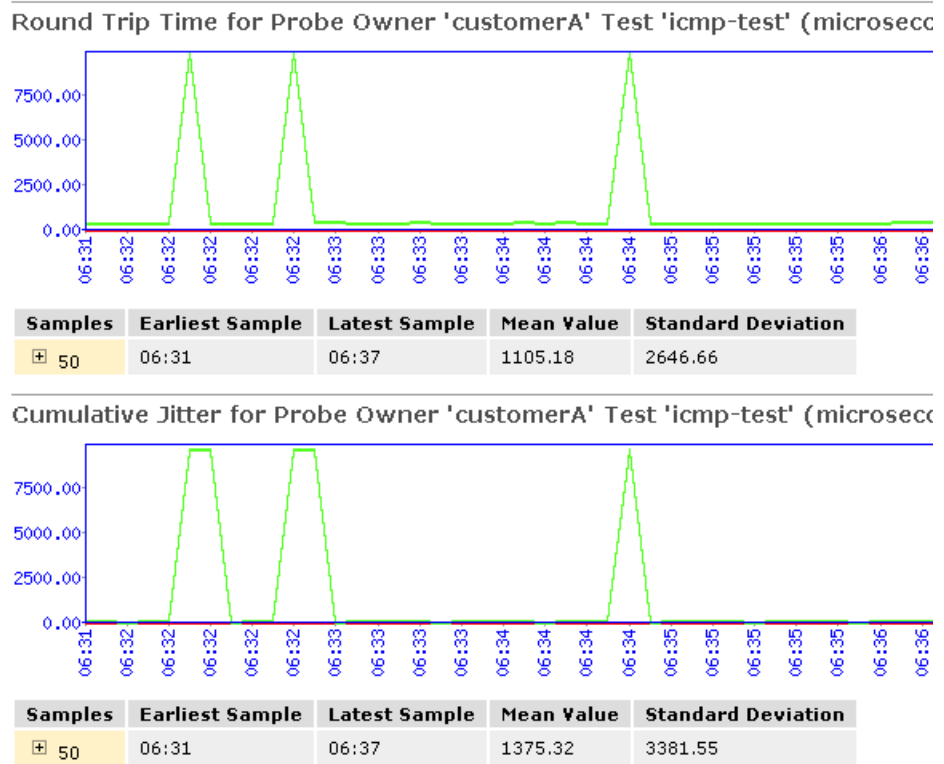 Round Trip Time for Probe Owner 'customerA' Test 'icmp-test' (microsecc
7500.00
5000.00
2500.00
0.00
06:31 06:32 06:32 06:32 06:32 06:32 06:33 06:33 06:33 06:33 06:34 06:34 06:34 06:34 06:35 06:35 06:35 06:35 06:35 06:36 06:36
Samples Earliest Sample Latest Sample Mean Value Standard Deviation
50 06:31 06:37 1105.18 2646.66
Cumulative Jitter for Probe Owner 'customerA' Test 'icmp-test' (microsecc
7500.00
5000.00
2500.00
0.00
06:31 06:32 06:32 06:32 06:32 06:32 06:33 06:33 06:33 06:33 06:34 06:34 06:34 06:34 06:35 06:35 06:35 06:35 06:35 06:36 06:36
Samples Earliest Sample Latest Sample Mean Value Standard Deviation
50 06:31 06:37 1375.32 3381.55